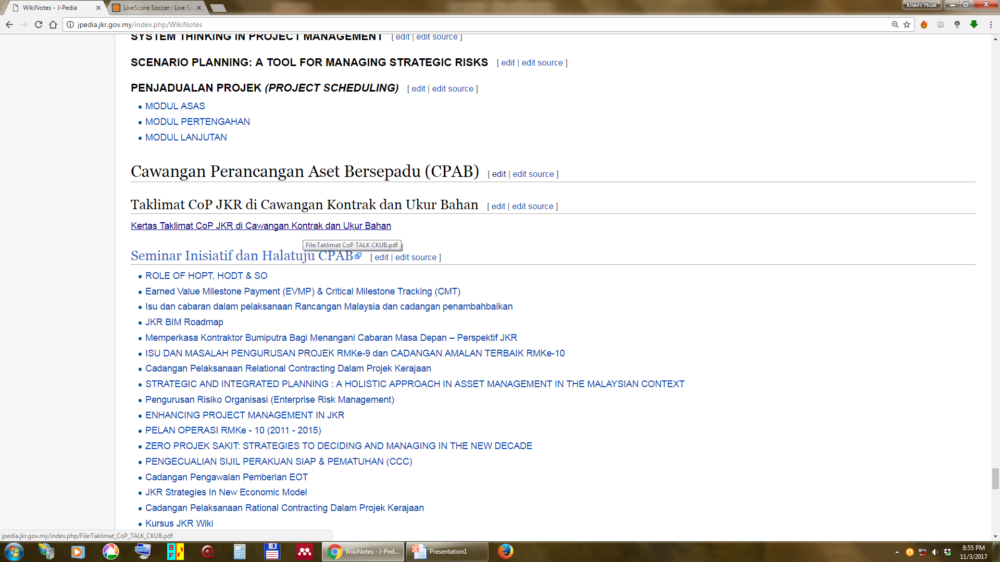 WikiNotes - J-Pedia
LiveScore Soccer : Live Sc
Khairil Hizar
jpedia.jkr.gov.my/index.php/WikiNotes
SYSTEM THINKING IN PROJECT MANAGEMENT [ edit | edit source ]
SCENARIO PLANNING: A TOOL FOR MANAGING STRATEGIC RISKS [ edit | edit source ]
PENJADUALAN PROJEK (PROJECT SCHEDULING) [ edit | edit source ]
MODUL ASAS
MODUL PERTENGAHAN
MODUL LANJUTAN
Cawangan Perancangan Aset Bersepadu (CPAB) [ edit | edit source ]
Taklimat CoP JKR di Cawangan Kontrak dan Ukur Bahan [ edit | edit source ]
Kertas Taklimat CoP JKR di Cawangan Kontrak dan Ukur Bahan
File:Taklimat CoP TALK CKUB.pdf
Seminar Inisiatif dan Halatuju CPAB [ edit | edit source ]
ROLE OF HOPT, HODT & SO
Earned Value Milestone Payment (EVMP) & Critical Milestone Tracking (CMT)
Isu dan cabaran dalam pelaksanaan Rancangan Malaysia dan cadangan penambahbaikan
JKR BIM Roadmap
Memperkasa Kontraktor Bumiputra Bagi Menangani Cabaran Masa Depan – Perspektif JKR
ISU DAN MASALAH PENGURUSAN PROJEK RMKe-9 dan CADANGAN AMALAN TERBAIK RMKe-10
Cadangan Pelaksanaan Relational Contracting Dalam Projek Kerajaan
STRATEGIC AND INTEGRATED PLANNING : A HOLISTIC APPROACH IN ASSET MANAGEMENT IN THE MALAYSIAN CONTEXT
Pengurusan Risiko Organisasi (Enterprise Risk Management)
ENHANCING PROJECT MANAGEMENT IN JKR
PELAN OPERASI RMKe - 10 (2011 - 2015)
ZERO PROJEK SAKIT: STRATEGIES TO DECIDING AND MANAGING IN THE NEW DECADE
PENGECUALIAN SIJIL PERAKUAN SIAP & PEMATUHAN (CCC)
Cadangan Pengawalan Pemberian EOT
JKR Strategies In New Economic Model
Cadangan Pelaksanaan Rational Contracting Dalam Projek Kerajaan
Kursus JKR Wiki
jpedia.jkr.gov.my/index.php/File:Taklimat_CoP_TALK_CKUB.pdf
B
F
WikiNotes - J-Ped...
Presentation1
8:55 PM
11/3/2017